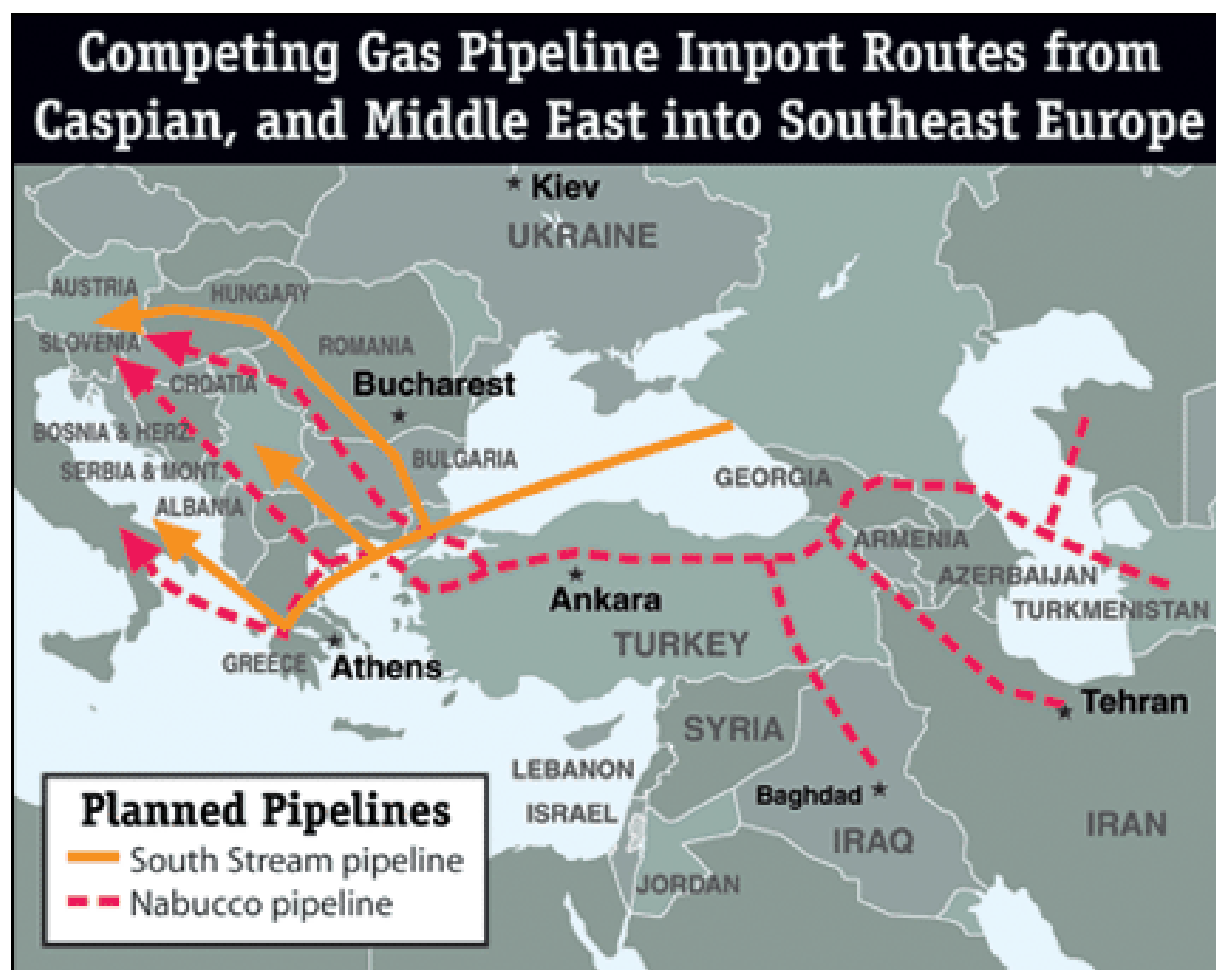 Competing Gas Pipeline Import Routes from
Caspian, and Middle East into Southeast Europe
Kiev
UKRAINE
AUSTRIA
HUNGARY
SLOVENIA
ROMANIA
CROATIA
Bucharest
BOSNIA & HERZ.
BULGARIA
SERBIA & MONT.
GEORGIA
ALBANIA
ARMENIA
AZERBAIJAN
Ankara
TURKMENISTAN
TURKEY
GREECE
Athens
Tehran
SYRIA
LEBANON
Baghdad
ISRAEL
IRAN
IRAQ
JORDAN
Planned Pipelines
South Stream pipeline
Nabucco pipeline